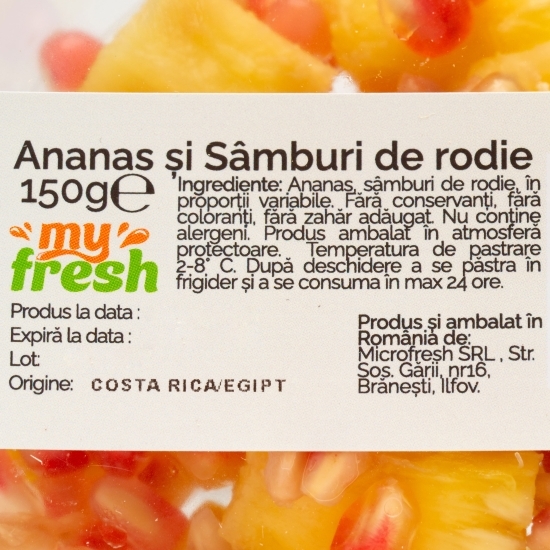 Ananas și Sâmburi de rodie
150g℮
my
fresh
Ingrediente: Ananas, sâmburi de rodie, în
proporții variabile. Fără conservanți, fără
coloranți, fără zahăr adăugat. Nu conține
alergeni. Produs ambalat în atmosferă
protectoare. Temperatura de pastrare
2-8° C. După deschidere a se păstra în
frigider și a se consuma în max 24 ore.
Produs la data :
Expiră la data :
Lot:
Origine: COSTA RICA/EGIPT
Produs și ambalat în
România de:
Microfresh SRL , Str.
Șos. Gării, nr16,
Brănești, Ilfov.